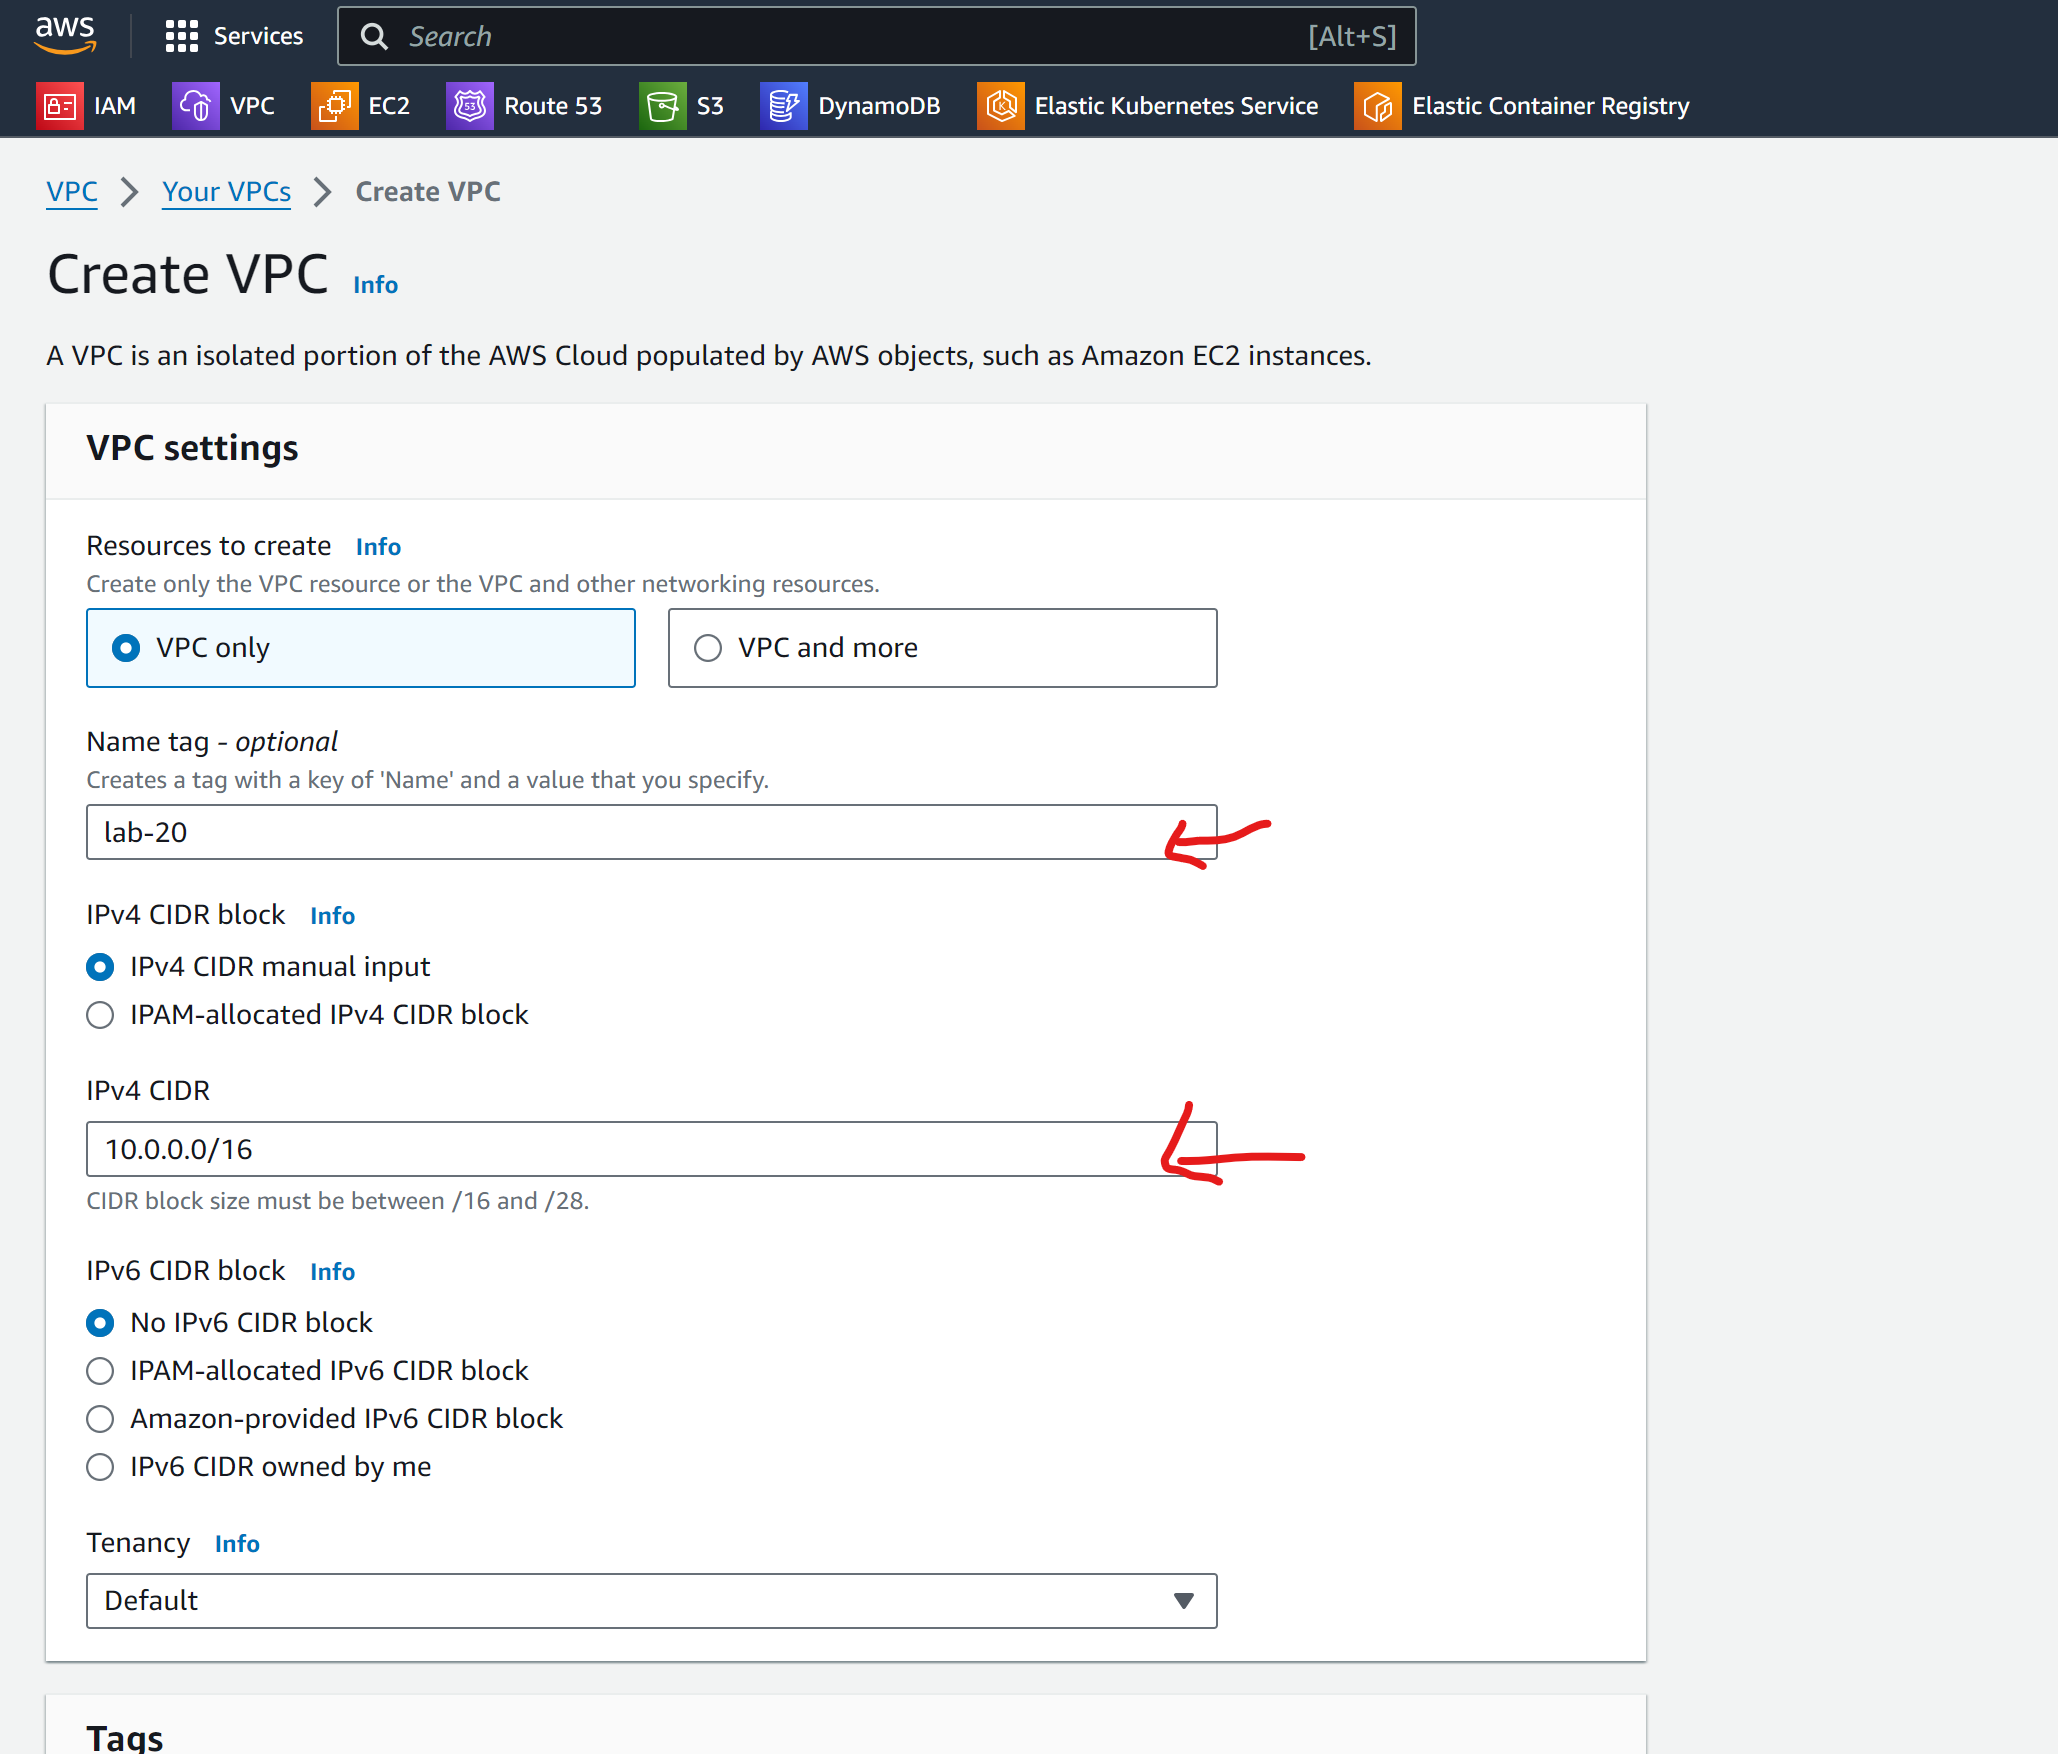 aws Services Search [Alt+S]
IAM VPC EC2 53 Route 53 S3 DynamoDB K Elastic Kubernetes Service Elastic Container Registry
VPC Your VPCs Create VPC
Create VPC Info
A VPC is an isolated portion of the AWS Cloud populated by AWS objects, such as Amazon EC2 instances.
VPC settings
Resources to create Info
Create only the VPC resource or the VPC and other networking resources.
VPC only VPC and more
Name tag - optional
Creates a tag with a key of 'Name' and a value that you specify.
lab-20
IPv4 CIDR block Info
IPv4 CIDR manual input
IPAM-allocated IPv4 CIDR block
IPv4 CIDR
10.0.0.0/16
CIDR block size must be between /16 and /28.
IPv6 CIDR block Info
No IPv6 CIDR block
IPAM-allocated IPv6 CIDR block
Amazon-provided IPv6 CIDR block
IPv6 CIDR owned by me
Tenancy Info
Default
Tags